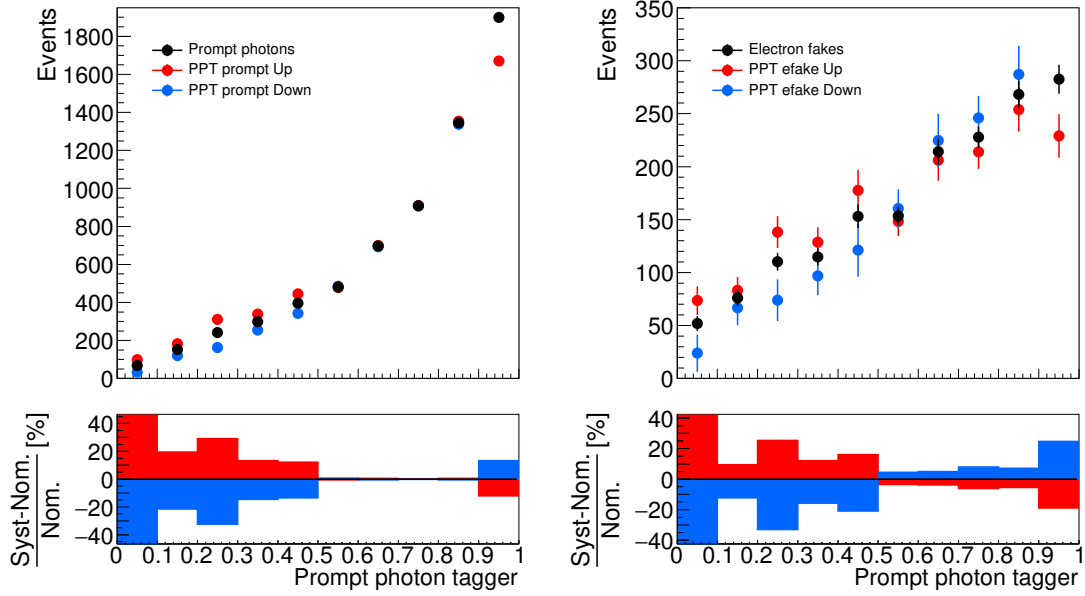 Events
1800
1600
1400
1200
1000
800
600
400
200
0
Prompt photons
PPT prompt Up
PPT prompt Down
Syst-Nom.
Nom.
[%]
40
20
0
−20
−40
0 0.1 0.2 0.3 0.4 0.5 0.6 0.7 0.8 0.9 1
Prompt photon tagger
Events
350
300
250
200
150
100
50
0
Electron fakes
PPT efake Up
PPT efake Down
Syst-Nom.
Nom.
[%]
40
20
0
−20
−40
0 0.1 0.2 0.3 0.4 0.5 0.6 0.7 0.8 0.9 1
Prompt photon tagger